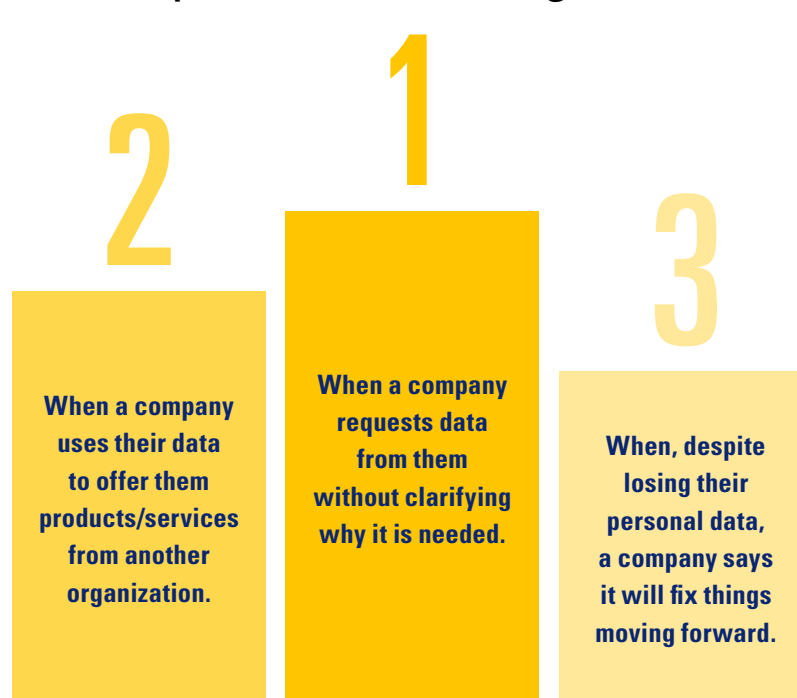 1
2
3
When a company
uses their data
to offer them
products/services
from another
organization.
When a company
requests data
from them
without clarifying
why it is needed.
When, despite
losing their
personal data,
a company says
it will fix things
moving forward.